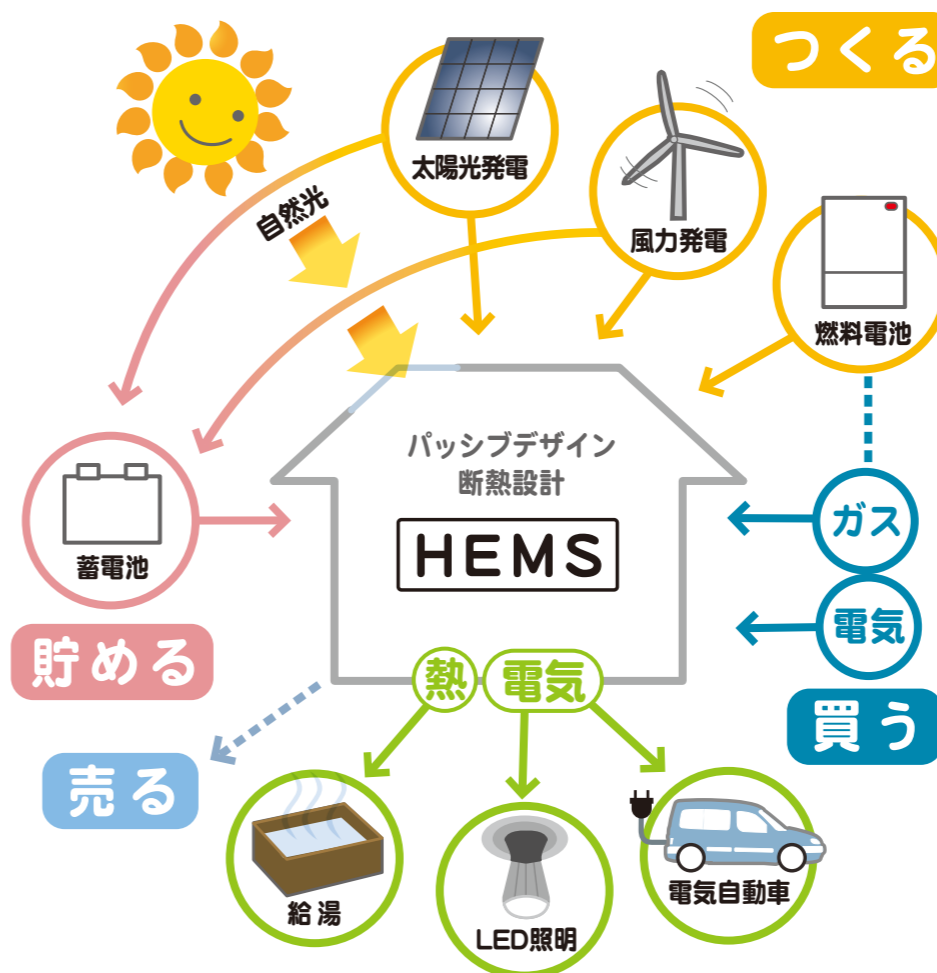 つくる
太陽光発電
風力発電
自然光
燃料電池
パッシブデザイン
断熱設計
HEMS
ガス
蓄電池
電気
貯める
熱
電気
買う
売る
給湯
LED照明
電気自動車